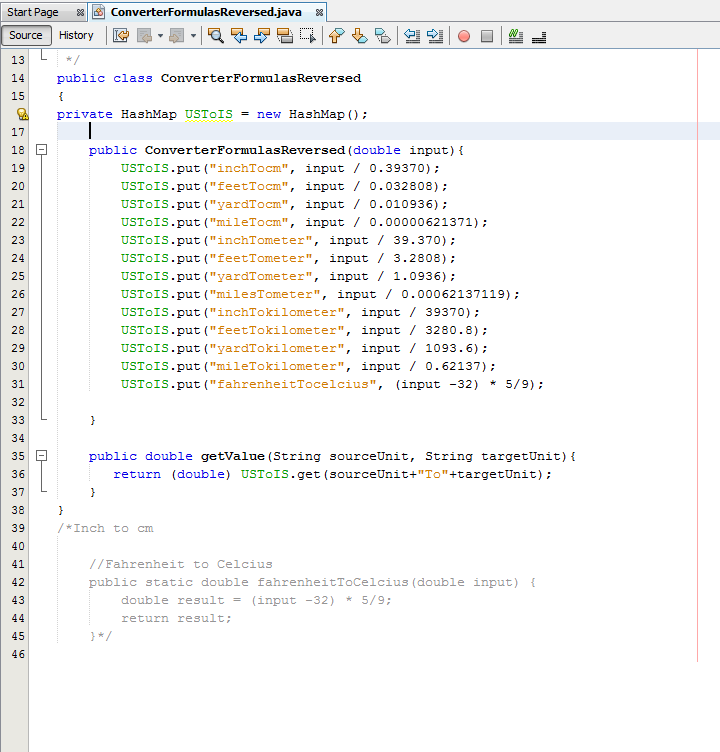 Start Page ConverterFormulasReversed.java
Source History
13 */
14 public class ConverterFormulasReversed
15 {
private HashMap USToIS = new HashMap();
17
18 public ConverterFormulasReversed(double input){
19 USToIS.put("inchTocm", input / 0.39370);
20 USToIS.put("feetTocm", input / 0.032808);
21 USToIS.put("yardTocm", input / 0.010936);
22 USToIS.put("mileTocm", input / 0.00000621371);
23 USToIS.put("inchTometer", input / 39.370);
24 USToIS.put("feetTometer", input / 3.2808);
25 USToIS.put("yardTometer", input / 1.0936);
26 USToIS.put("milesTometer", input / 0.00062137119);
27 USToIS.put("inchTokilometer", input / 39370);
28 USToIS.put("feetTokilometer", input / 3280.8);
29 USToIS.put("yardTokilometer", input / 1093.6);
30 USToIS.put("mileTokilometer", input / 0.62137);
31 USToIS.put("fahrenheitTocelcius", (input -32) * 5/9);
32
33 }
34
35 public double getValue(String sourceUnit, String targetUnit){
36 return (double) USToIS.get(sourceUnit+"To"+targetUnit);
37 }
38 }
39 /*Inch to cm
40
41 //Fahrenheit to Celcius
42 public static double fahrenheitToCelcius(double input) {
43 double result = (input -32) * 5/9;
44 return result;
45 }*/
46